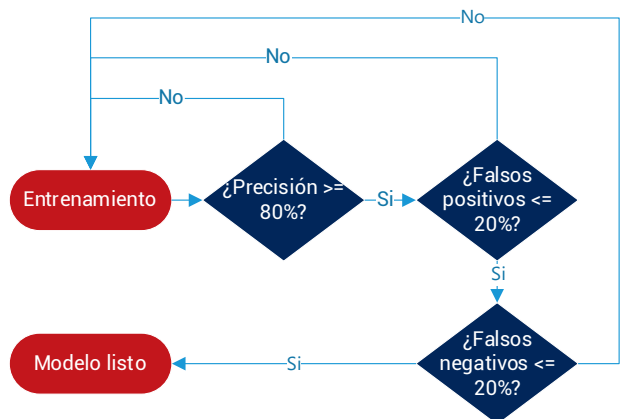 No
No
No
Entrenamiento
¿Precisión >=
80%?
Si
¿Falsos
positivos <=
20%?
Si
¿Falsos
negativos <=
20%?
Si
Modelo listo